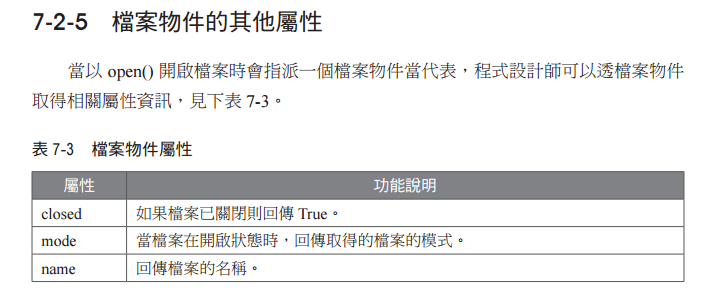 7-2-5 檔案物件的其他屬性
當以 open() 開啟檔案時會指派一個檔案物件當代表，程式設計師可以透檔案物件
取得相關屬性資訊，見下表 7-3。
表 7-3 檔案物件屬性
屬性 功能說明
closed 如果檔案已關閉則回傳 True。
mode 當檔案在開啟狀態時，回傳取得的檔案的模式。
name 回傳檔案的名稱。